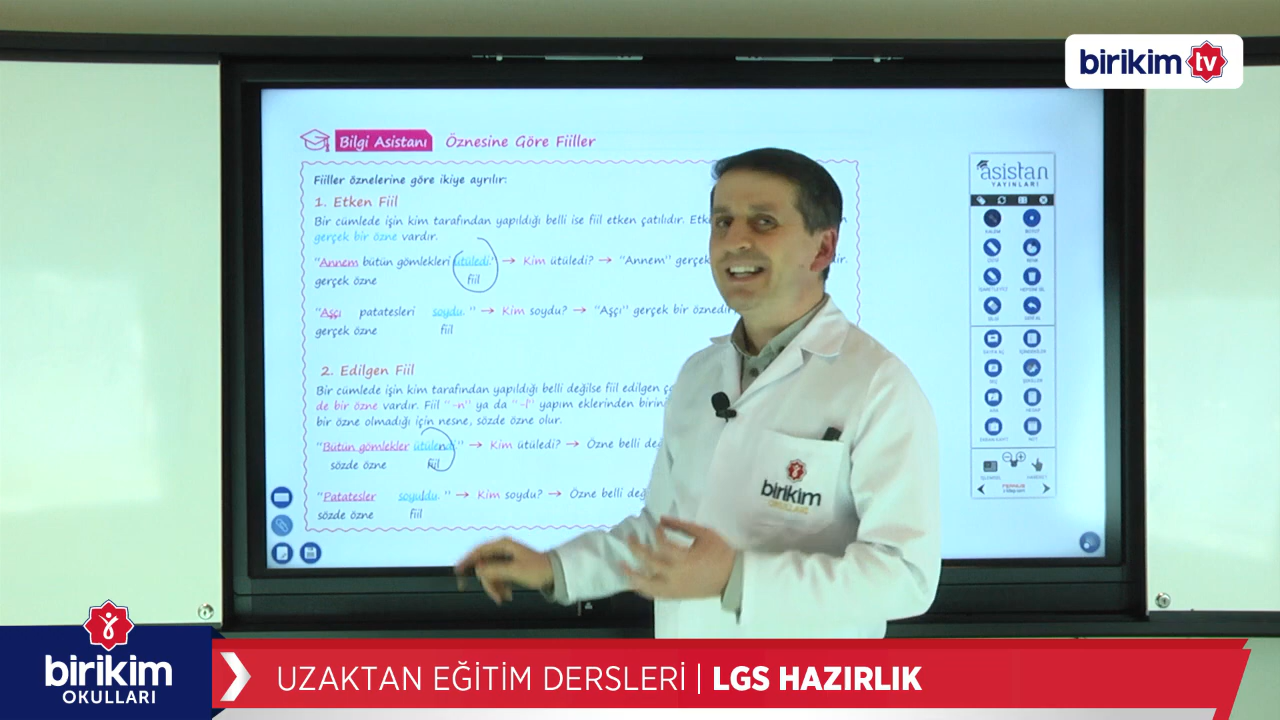 birikim tv
Bilgi Asistanı Öznesine Göre Fiiller
Fiiller öznelerine göre ikiye ayrılır:
1. Etken Fiil
Bir cümlede işin kim tarafından yapıldığı belli ise fiil etken çatılıdır.
gerçek bir özne vardır.
"Annem bütün gömlekleri ütüledi." → Kim ütüledi? → "Annem" gerçek
gerçek özne fiil
"Aşçı patatesleri soydu. " → Kim soydu? → "Aşçı" gerçek bir öznedir.
gerçek özne fiil
2. Edilgen Fiil
Bir cümlede işin kim tarafından yapıldığı belli değilse fiil edilgen
de bir özne vardır. Fiil "-n" ya da "-l" yapım eklerinden
bir özne olmadığı için nesne, sözde özne olur.
"Bütün gömlekler ütülendi." → Kim ütüledi? → Özne belli
sözde özne fiil
"Patatesler soyuldu. " → Kim soydu? → Özne belli
sözde özne fiil
asistan
YAYINLARI
birikim
OKULLARI
birikim
OKULLARI
UZAKTAN EĞİTİM DERSLERİ | LGS HAZIRLIK